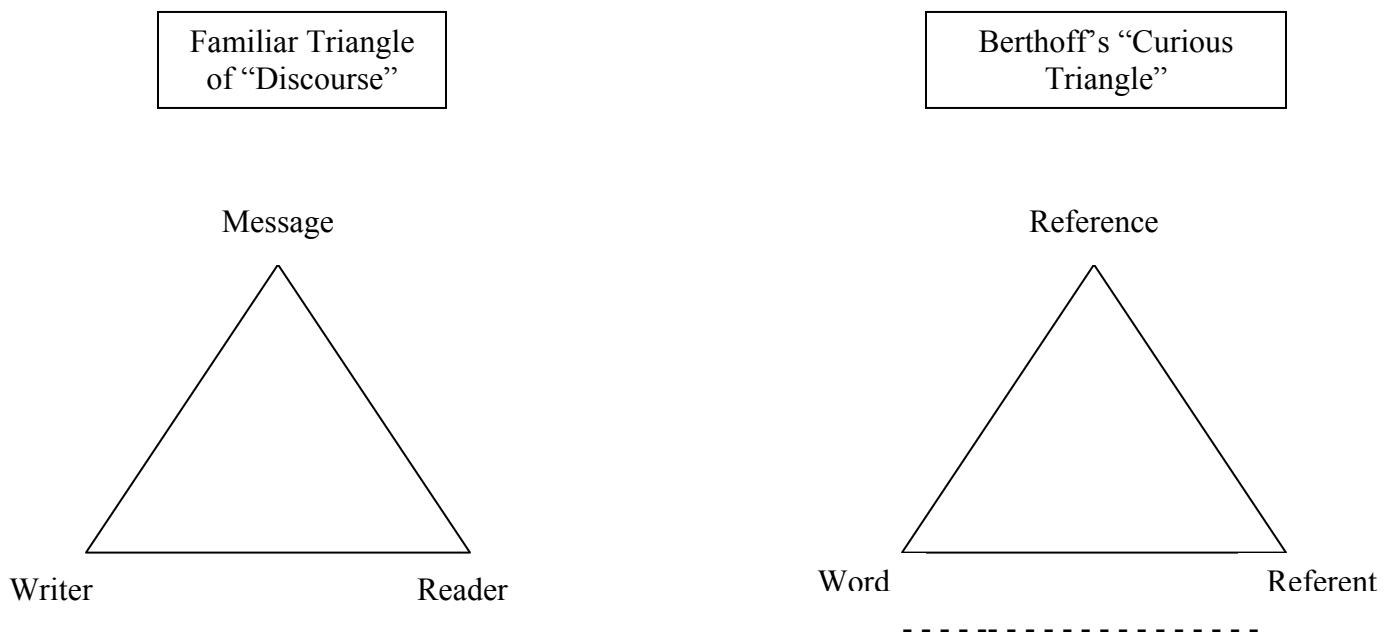 Familiar Triangle
of “Discourse”
Berthoff’s “Curious
Triangle”
Message
Reference
Writer
Reader
Word
Referent